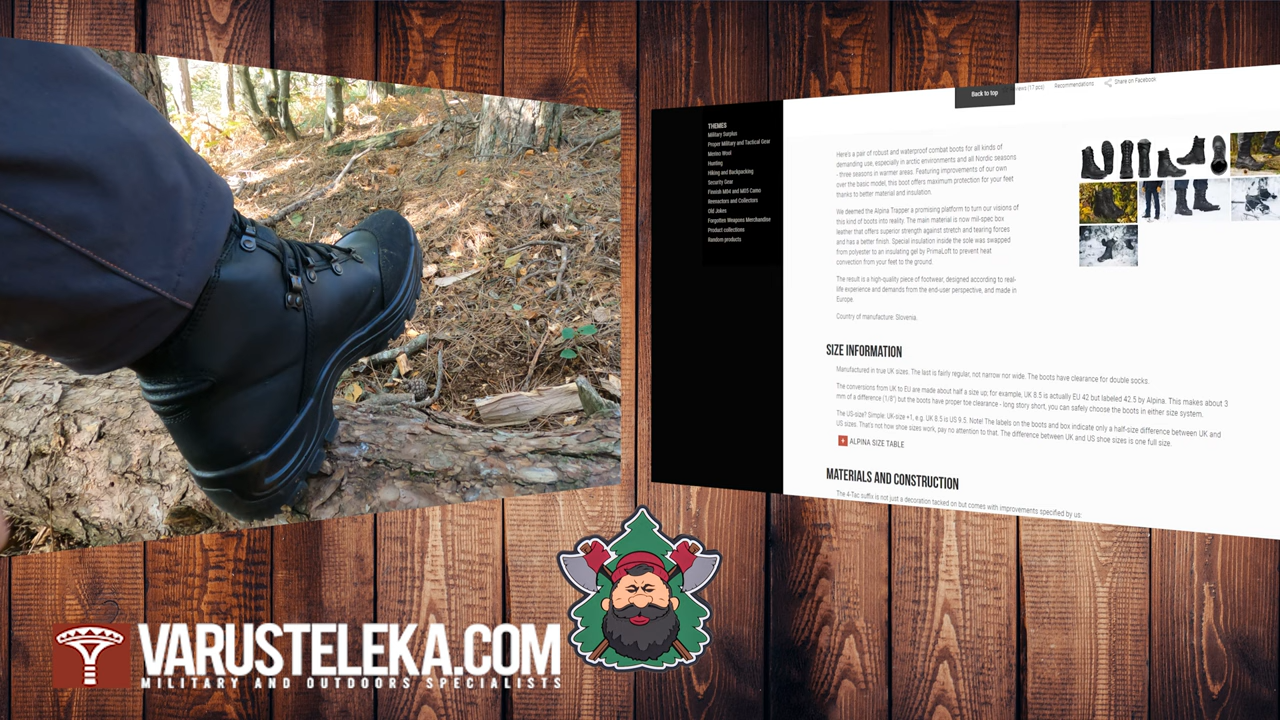 Back to top
Reviews (17 pcs)
Recommendations
Share on Facebook
THEMES
Military Surplus
Proper Military and Tactical Gear
Merino Wool
Hunting
Hiking and Backpacking
Security Gear
Finnish M04 and M05 Camo
Reenactors and Collectors
Old Jokes
Forgotten Weapons Merchandise
Product collections
Random products
Here's a pair of robust and waterproof combat boots for all kinds of
demanding use, especially in arctic environments and all Nordic seasons
- three seasons in warmer areas. Featuring improvements of our own
over the basic model, this boot offers maximum protection for your feet
thanks to better material and insulation.
We deemed the Alpina Trapper a promising platform to turn our visions of
this kind of boots into reality. The main material is now mil-spec box
leather that offers superior strength against stretch and tearing forces
and has a better finish. Special insulation inside the sole was swapped
from polyester to an insulating gel by PrimaLoft to prevent heat
convection from your feet to the ground.
The result is a high-quality piece of footwear, designed according to real-
life experience and demands from the end-user perspective, and made in
Europe.
Country of manufacture: Slovenia.
SIZE INFORMATION
Manufactured in true UK sizes. The last is fairly regular, not narrow nor wide. The boots have clearance for double socks.
The conversions from UK to EU are made about half a size up; for example, UK 8.5 is actually EU 42 but labeled 42.5 by Alpina. This makes about 3
mm of a difference (1/8") but the boots have proper toe clearance - long story short, you can safely choose the boots in either size system.
The US-size? Simple: UK-size +1, e.g. UK 8.5 is US 9.5. Note! The labels on the boots and box indicate only a half-size difference between UK and
US sizes. That's not how shoe sizes work, pay no attention to that. The difference between UK and US shoe sizes is one full size.
+ ALPINA SIZE TABLE
MATERIALS AND CONSTRUCTION
The 4-Tac suffix is not just a decoration tacked on but comes with improvements specified by us:
VARUSTELEKA.COM
MILITARY AND OUTDOORS SPECIALISTS